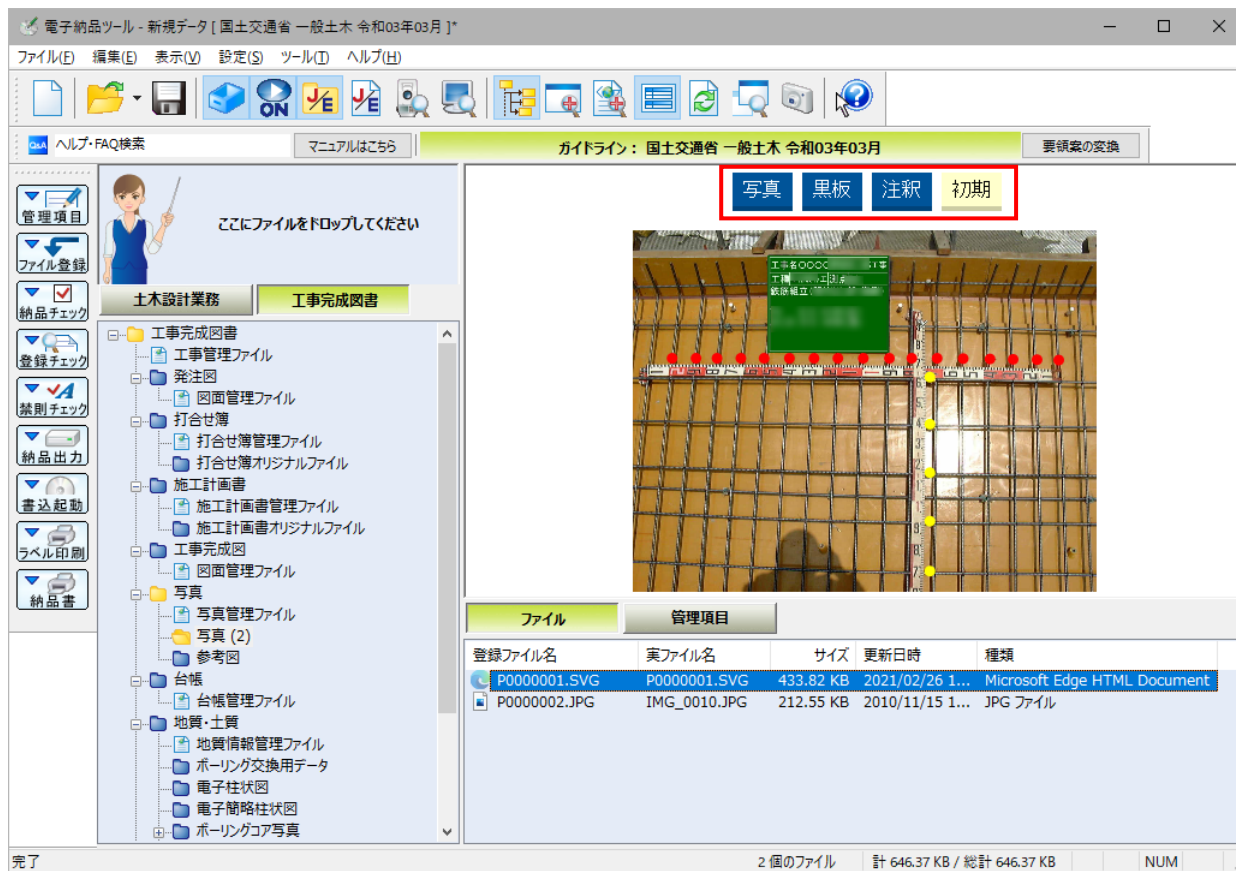 電子納品ツール - 新規データ [ 国土交通省 一般土木 令和03年03月 ]*
ファイル(F) 編集(E) 表示(V) 設定(S) ツール(T) ヘルプ(H)
ON J/E J/E
Q&A ヘルプ・FAQ検索 マニュアルはこちら ガイドライン： 国土交通省 一般土木 令和03年03月 要領案の変換
管理項目
ファイル登録
納品チェック
登録チェック
禁則チェック
納品出力
書込起動
ラベル印刷
納品書
ここにファイルをドロップしてください
土木設計業務 工事完成図書
工事完成図書
工事管理ファイル
発注図
図面管理ファイル
打合せ簿
打合せ簿管理ファイル
打合せ簿オリジナルファイル
施工計画書
施工計画書管理ファイル
施工計画書オリジナルファイル
工事完成図
図面管理ファイル
写真
写真管理ファイル
写真 (2)
参考図
台帳
台帳管理ファイル
地質・土質
地質情報管理ファイル
ボーリング交換用データ
電子柱状図
電子簡略柱状図
ボーリングコア写真
写真 黒板 注釈 初期
工事名
工種
鉄筋組立
ファイル 管理項目
登録ファイル名 実ファイル名 サイズ 更新日時 種類
P0000001.SVG P0000001.SVG 433.82 KB 2021/02/26 1... Microsoft Edge HTML Document
P0000002.JPG IMG_0010.JPG 212.55 KB 2010/11/15 1... JPG ファイル
完了 2 個のファイル 計 646.37 KB / 総計 646.37 KB NUM